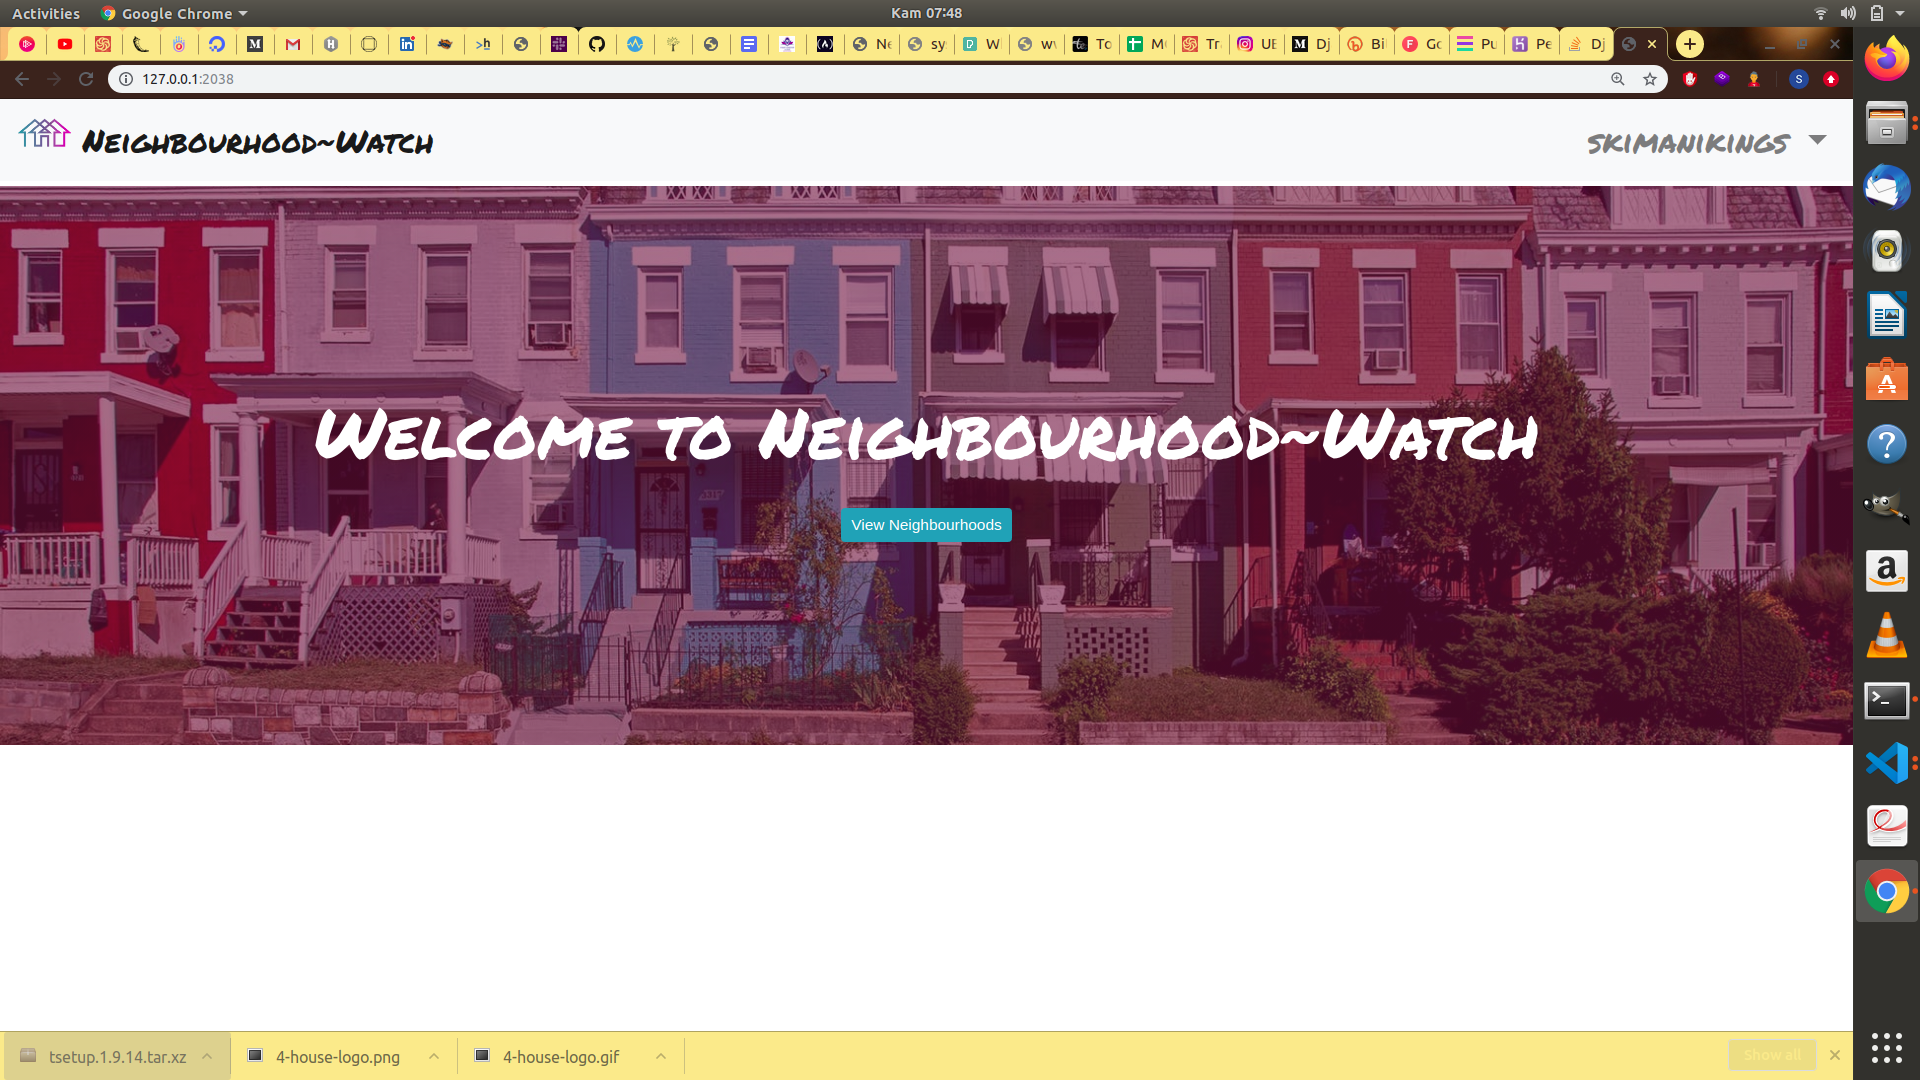 Activities
Google Chrome
Kam 07:48
>h
Ne
sy
W
wv
To
M
Tr
UE
Dj
Bi
Go
Pu
Pe
Dj
127.0.0.1:2038
S
Neighbourhood~Watch
skimanikings
Welcome to Neighbourhood~Watch
View Neighbourhoods
tsetup.1.9.14.tar.xz
4-house-logo.png
4-house-logo.gif
Show all